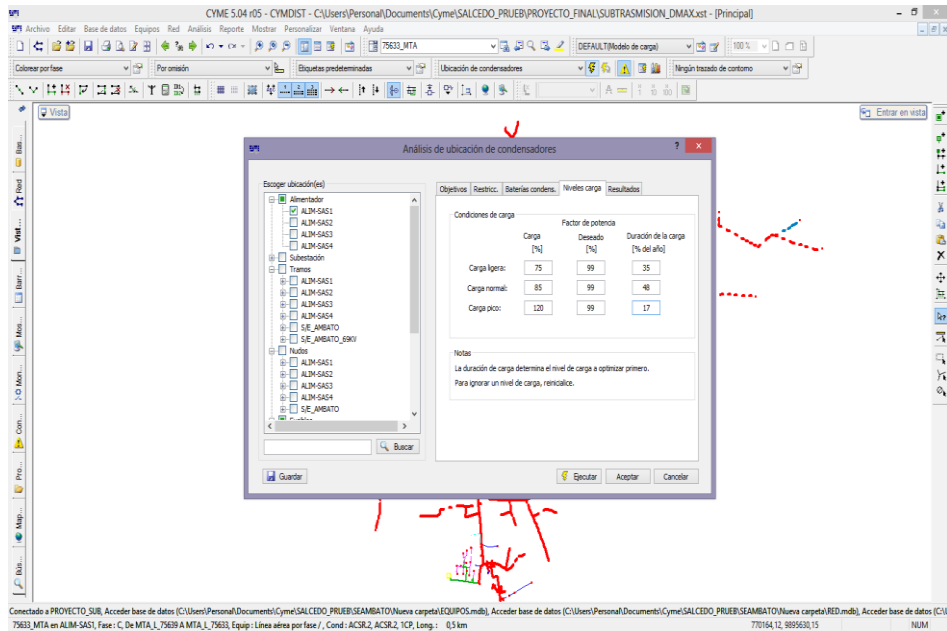 CYME 5.04 r05 - CYMDIST - C:\Users\Personal\Documents\Cyme\SALCEDO_PRUEB\PROYECTO_FINAL\SUBTRASMISION_DMAX.xst - [Principal]
Archivo Editar Base de datos Equipos Red Análisis Reporte Mostrar Personalizar Ventana Ayuda
75633_MTA DEFAULT(Modelo de carga) 100%
Colorear por fase Por omisión Etiquetas predeterminadas Ubicación de condensadores Ningún trazado de contorno
Vista
Entrar en vista
Bas...
Red
Vist...
Barr...
Mos...
Mon...
Con...
Pro...
Map...
Bús...
Análisis de ubicación de condensadores
Escoger ubicación(es)
Alimentador
ALIM-SAS1
ALIM-SAS2
ALIM-SAS3
ALIM-SAS4
Subestación
Tramos
ALIM-SAS1
ALIM-SAS2
ALIM-SAS3
ALIM-SAS4
S/E_AMBATO
S/E_AMBATO_69KV
Nudos
ALIM-SAS1
ALIM-SAS2
ALIM-SAS3
ALIM-SAS4
S/E_AMBATO
Buscar
Guardar
Objetivos Restricc. Baterías condens. Niveles carga Resultados
Condiciones de carga
Factor de potencia
Carga Deseado Duración de la carga
[%] [%] [% del año]
Carga ligera: 75 99 35
Carga normal: 85 99 48
Carga pico: 120 99 17
Notas
La duración de carga determina el nivel de carga a optimizar primero.
Para ignorar un nivel de carga, reinicialice.
Ejecutar Aceptar Cancelar
Conectado a PROYECTO_SUB, Acceder base de datos (C:\Users\Personal\Documents\Cyme\SALCEDO_PRUEB\SEAMBATO\Nueva carpeta\EQUIPOS.mdb), Acceder base de datos (C:\Users\Personal\Documents\Cyme\SALCEDO_PRUEB\SEAMBATO\Nueva carpeta\RED.mdb), Acceder base de datos
75633_MTA en ALIM-SAS1, Fase : C, De MTA_L_75639 A MTA_L_75633, Equip : Línea aérea por fase / , Cond : ACSR.2, ACSR.2, 1CP, Long. : 0,5 km 770164,12, 9895630,15 NUM